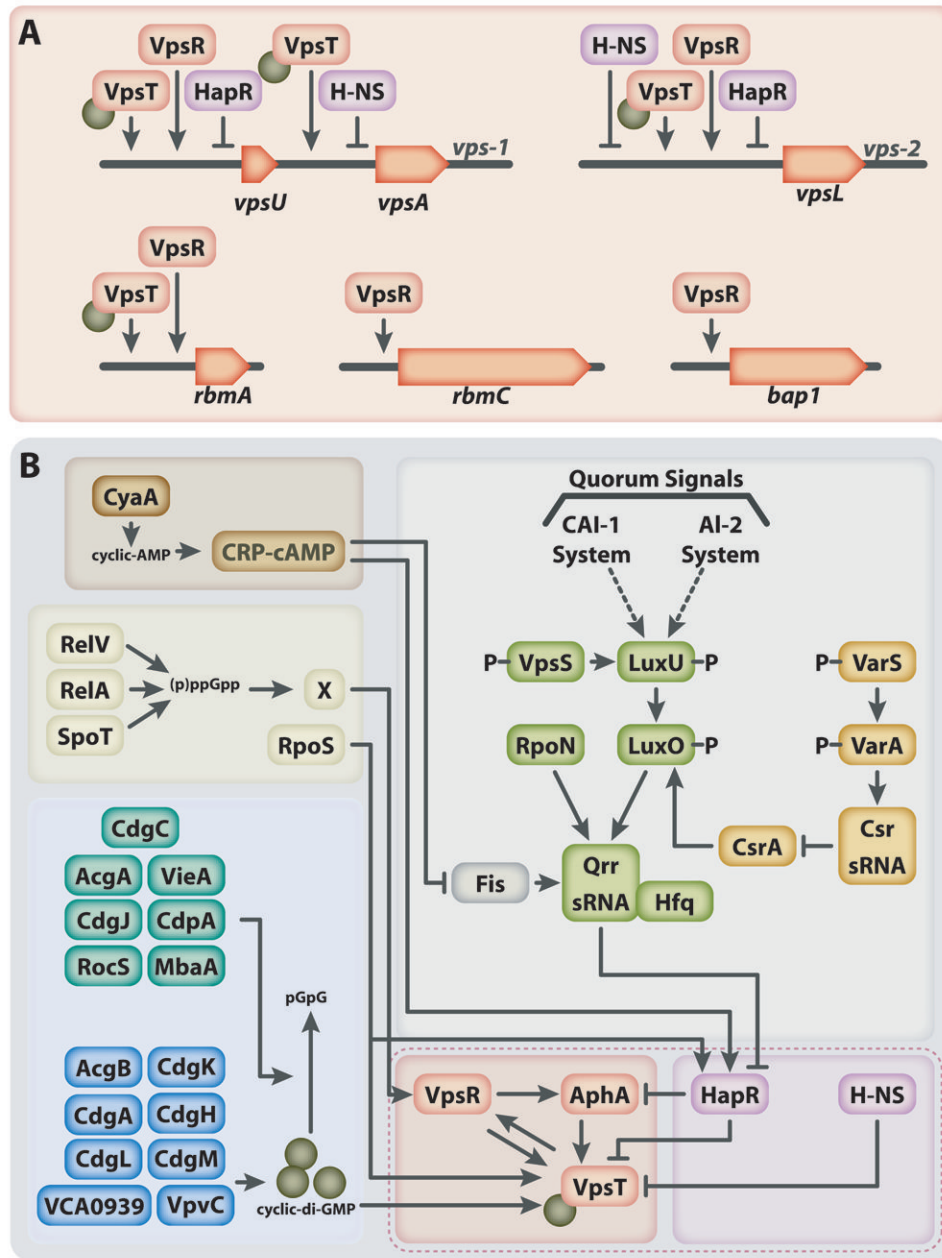 A
VpsR
VpsT
VpsT
HapR
H-NS
vps-1
vpsU
vpsA
H-NS
VpsR
VpsT
HapR
vps-2
vpsL
VpsR
VpsT
rbmA
VpsR
rbmC
VpsR
bap1
B
CyaA
cyclic-AMP
CRP-cAMP
RelV
RelA
SpoT
(p)ppGpp
X
RpoS
CdgC
AcgA
VieA
CdgJ
CdpA
RocS
MbaA
pGpG
AcgB
CdgK
CdgA
CdgH
CdgL
CdgM
VCA0939
VpvC
cyclic-di-GMP
Quorum Signals
CAI-1
System
AI-2
System
P
VpsS
LuxU
P
P
VarS
RpoN
LuxO
P
P
VarA
CsrA
Csr
sRNA
Fis
Qrr
sRNA
Hfq
VpsR
AphA
HapR
H-NS
VpsT